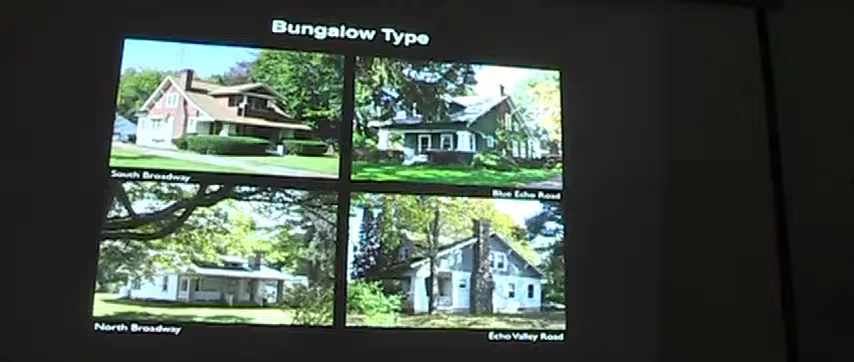 Bungalow Type
South Broadway
Blue Echo Road
North Broadway
Echo Valley Road